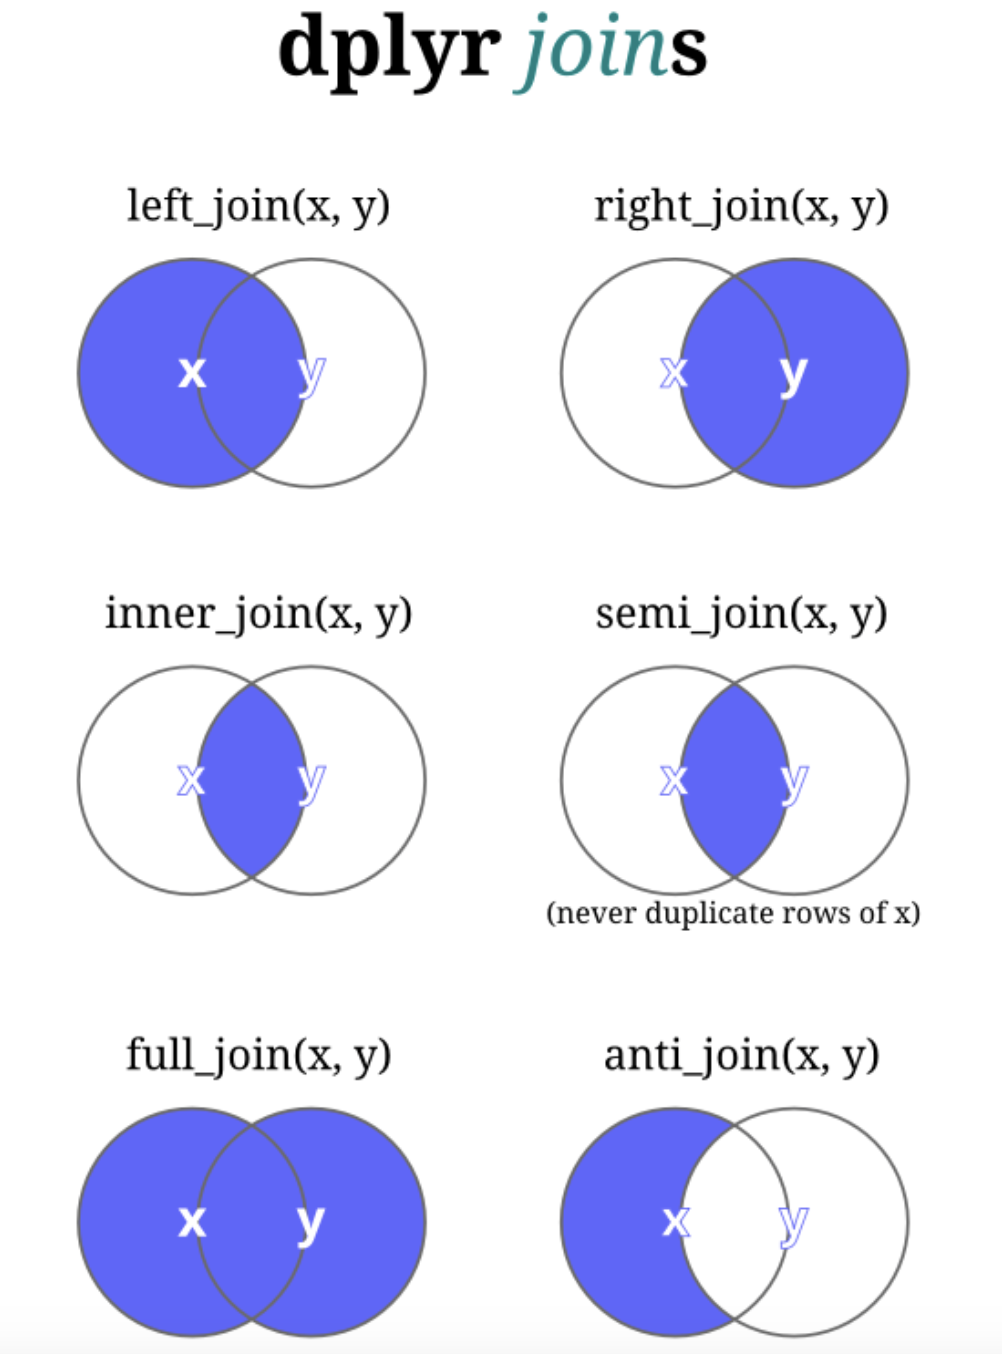 dplyr joins
left_join(x, y)
right_join(x, y)
x
y
x
y
inner_join(x, y)
semi_join(x, y)
x
y
x
y
(never duplicate rows of x)
full_join(x, y)
anti_join(x, y)
x
y
x
y